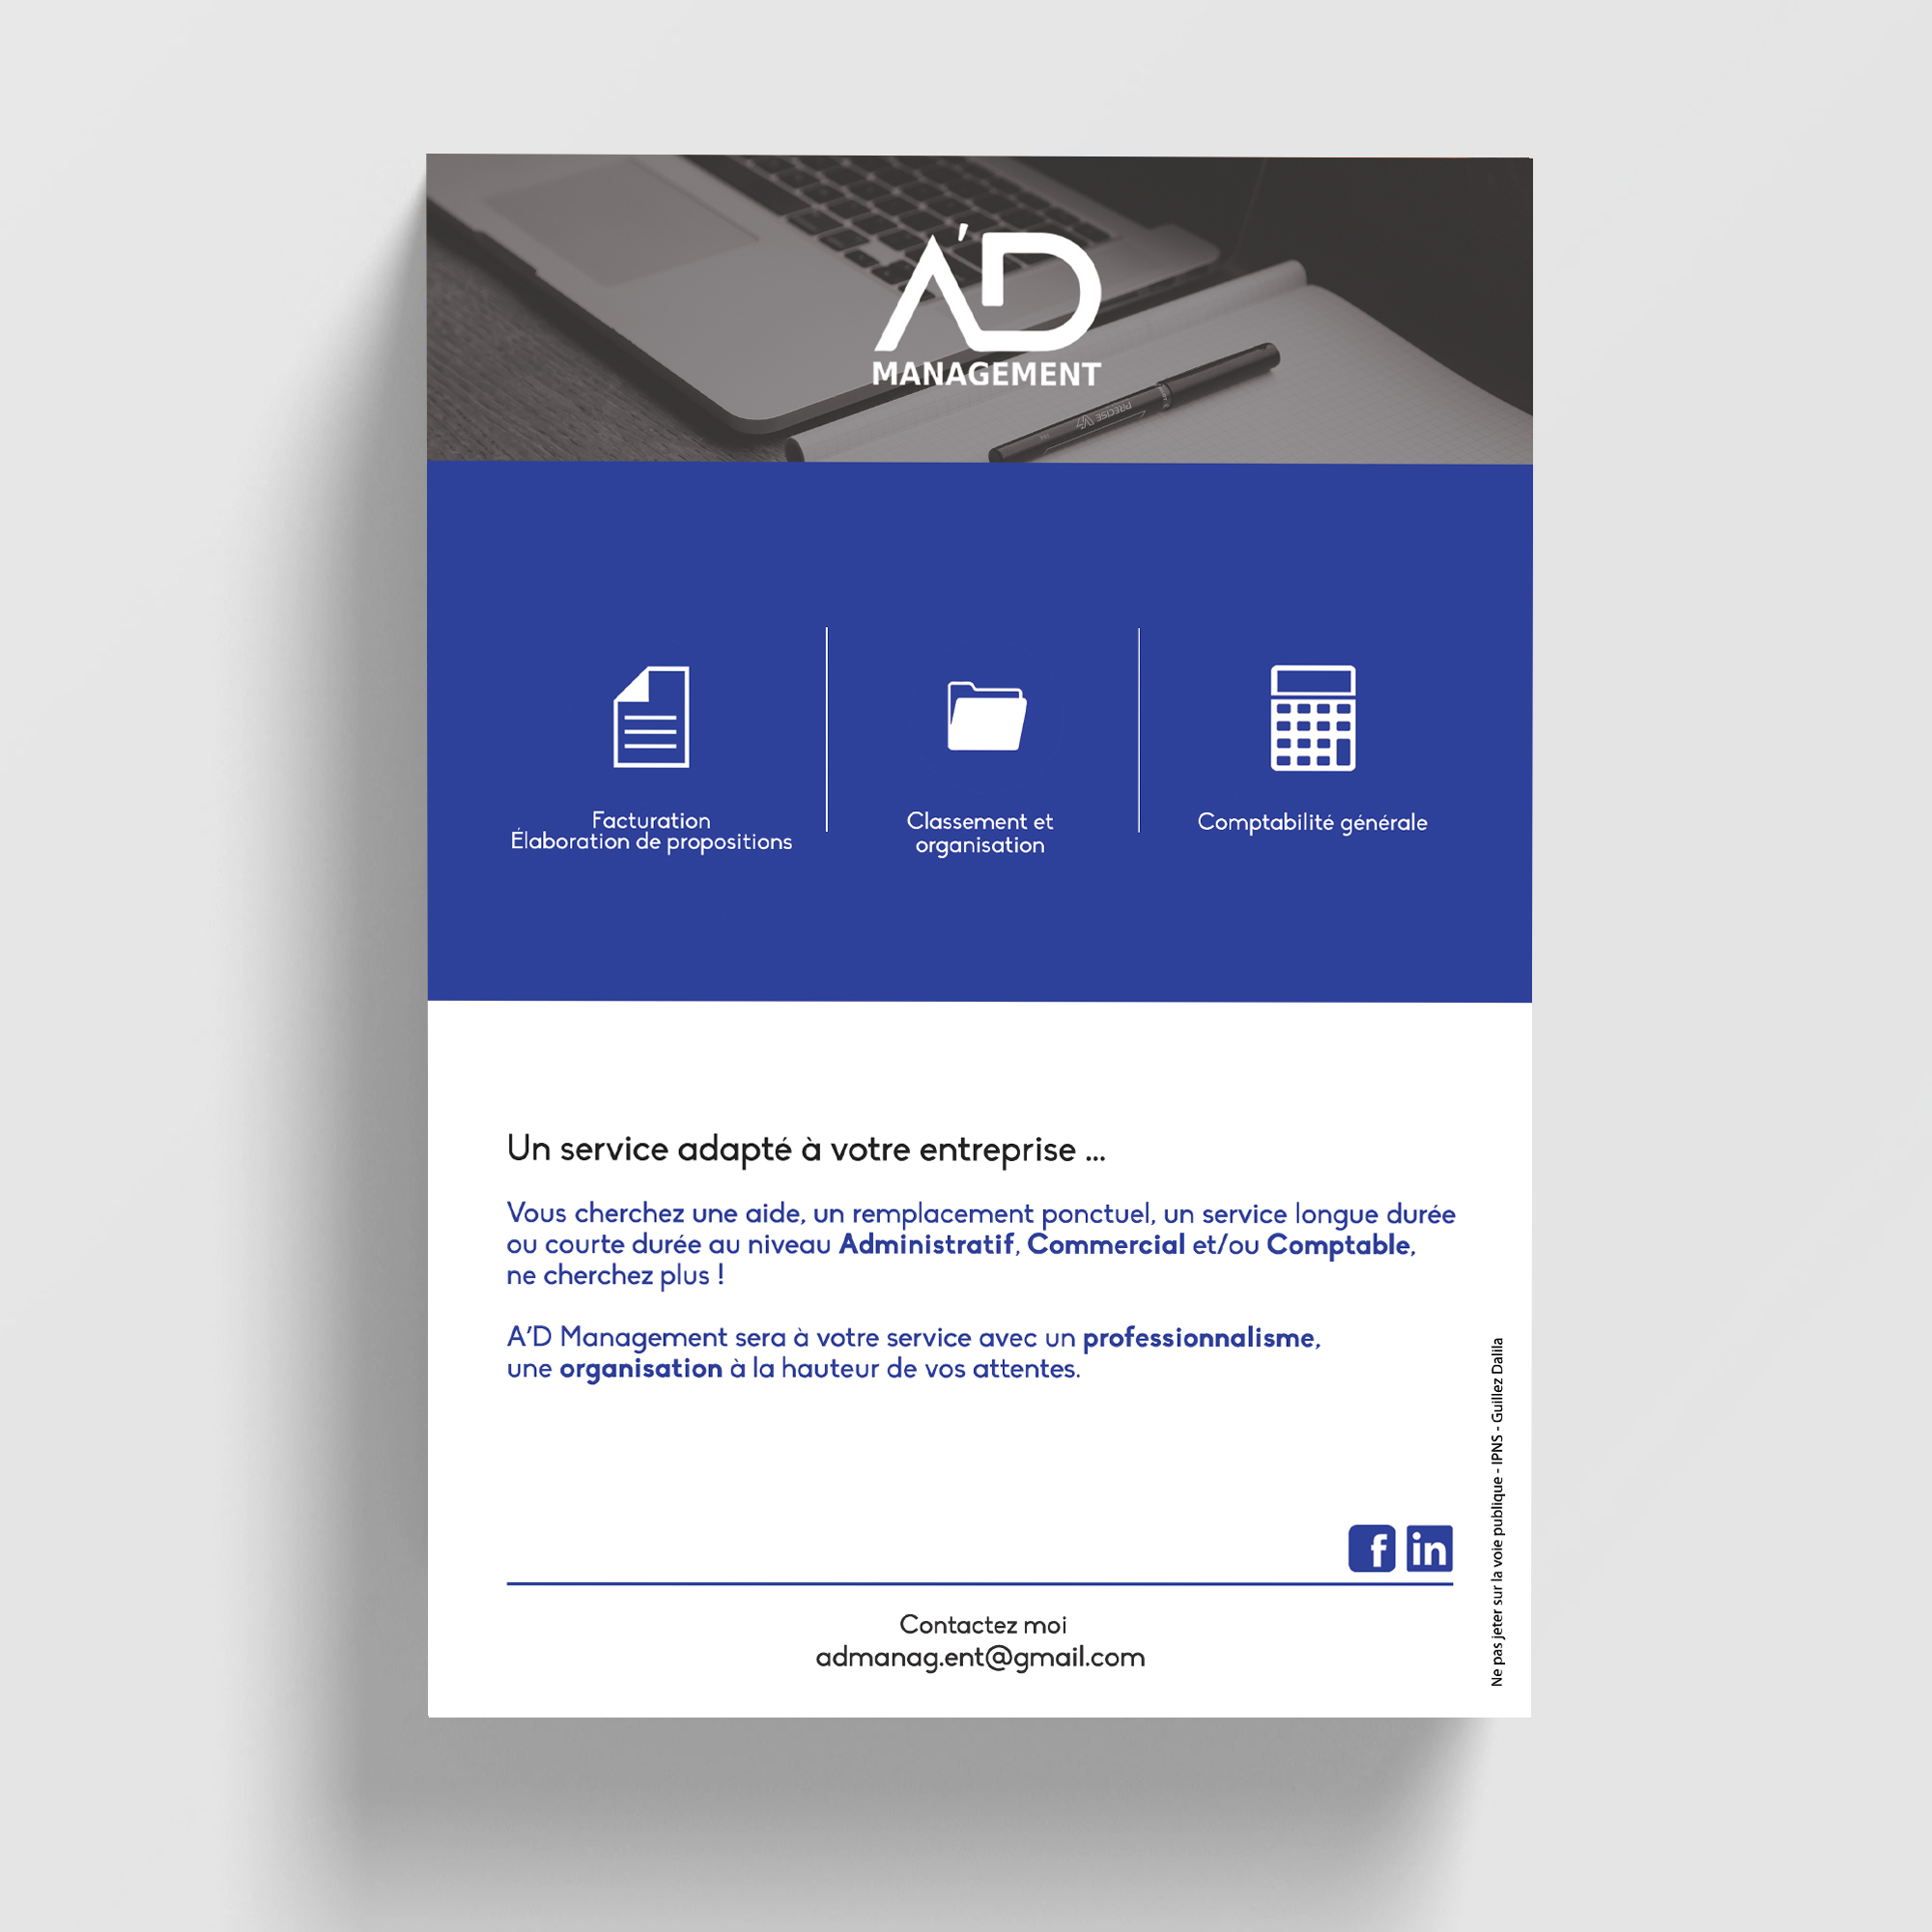 A'D
MANAGEMENT
PRECISE V5
Facturation
Élaboration de propositions
Classement et
organisation
Comptabilité générale
Un service adapté à votre entreprise ...
Vous cherchez une aide, un remplacement ponctuel, un service longue durée
ou courte durée au niveau Administratif, Commercial et/ou Comptable,
ne cherchez plus !
A'D Management sera à votre service avec un professionnalisme,
une organisation à la hauteur de vos attentes.
f in
Contactez moi
admanag.ent@gmail.com
Ne pas jeter sur la voie publique - IPNS - Guillez Dalila